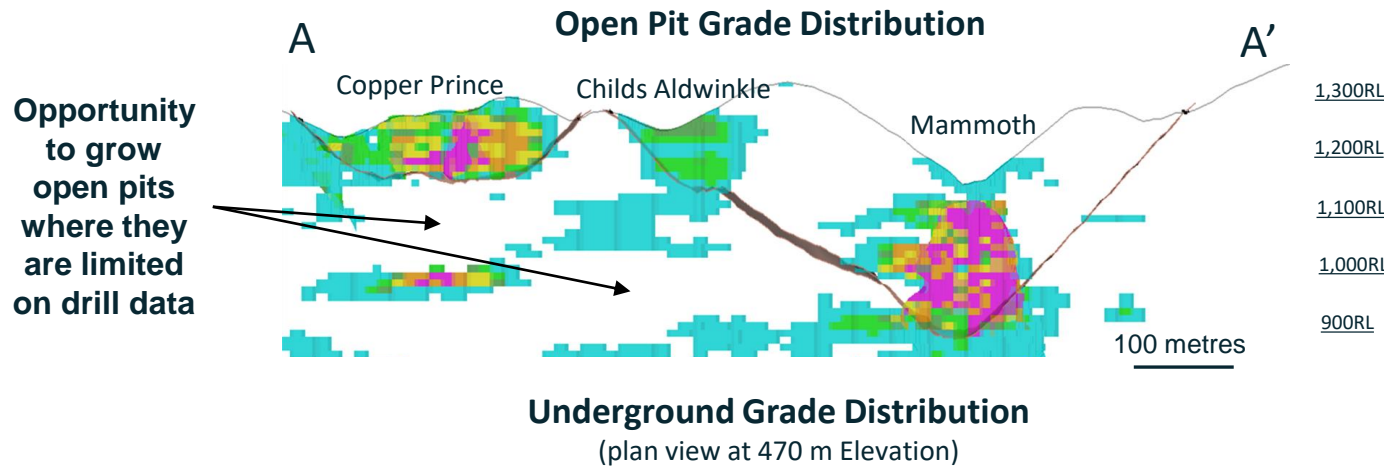 Open Pit Grade Distribution
A
A'
Copper Prince
Childs Aldwinkle
Mammoth
Opportunity
to grow
open pits
where they
are limited
on drill data
1,300RL
1,200RL
1,100RL
1,000RL
900RL
100 metres
Underground Grade Distribution
(plan view at 470 m Elevation)